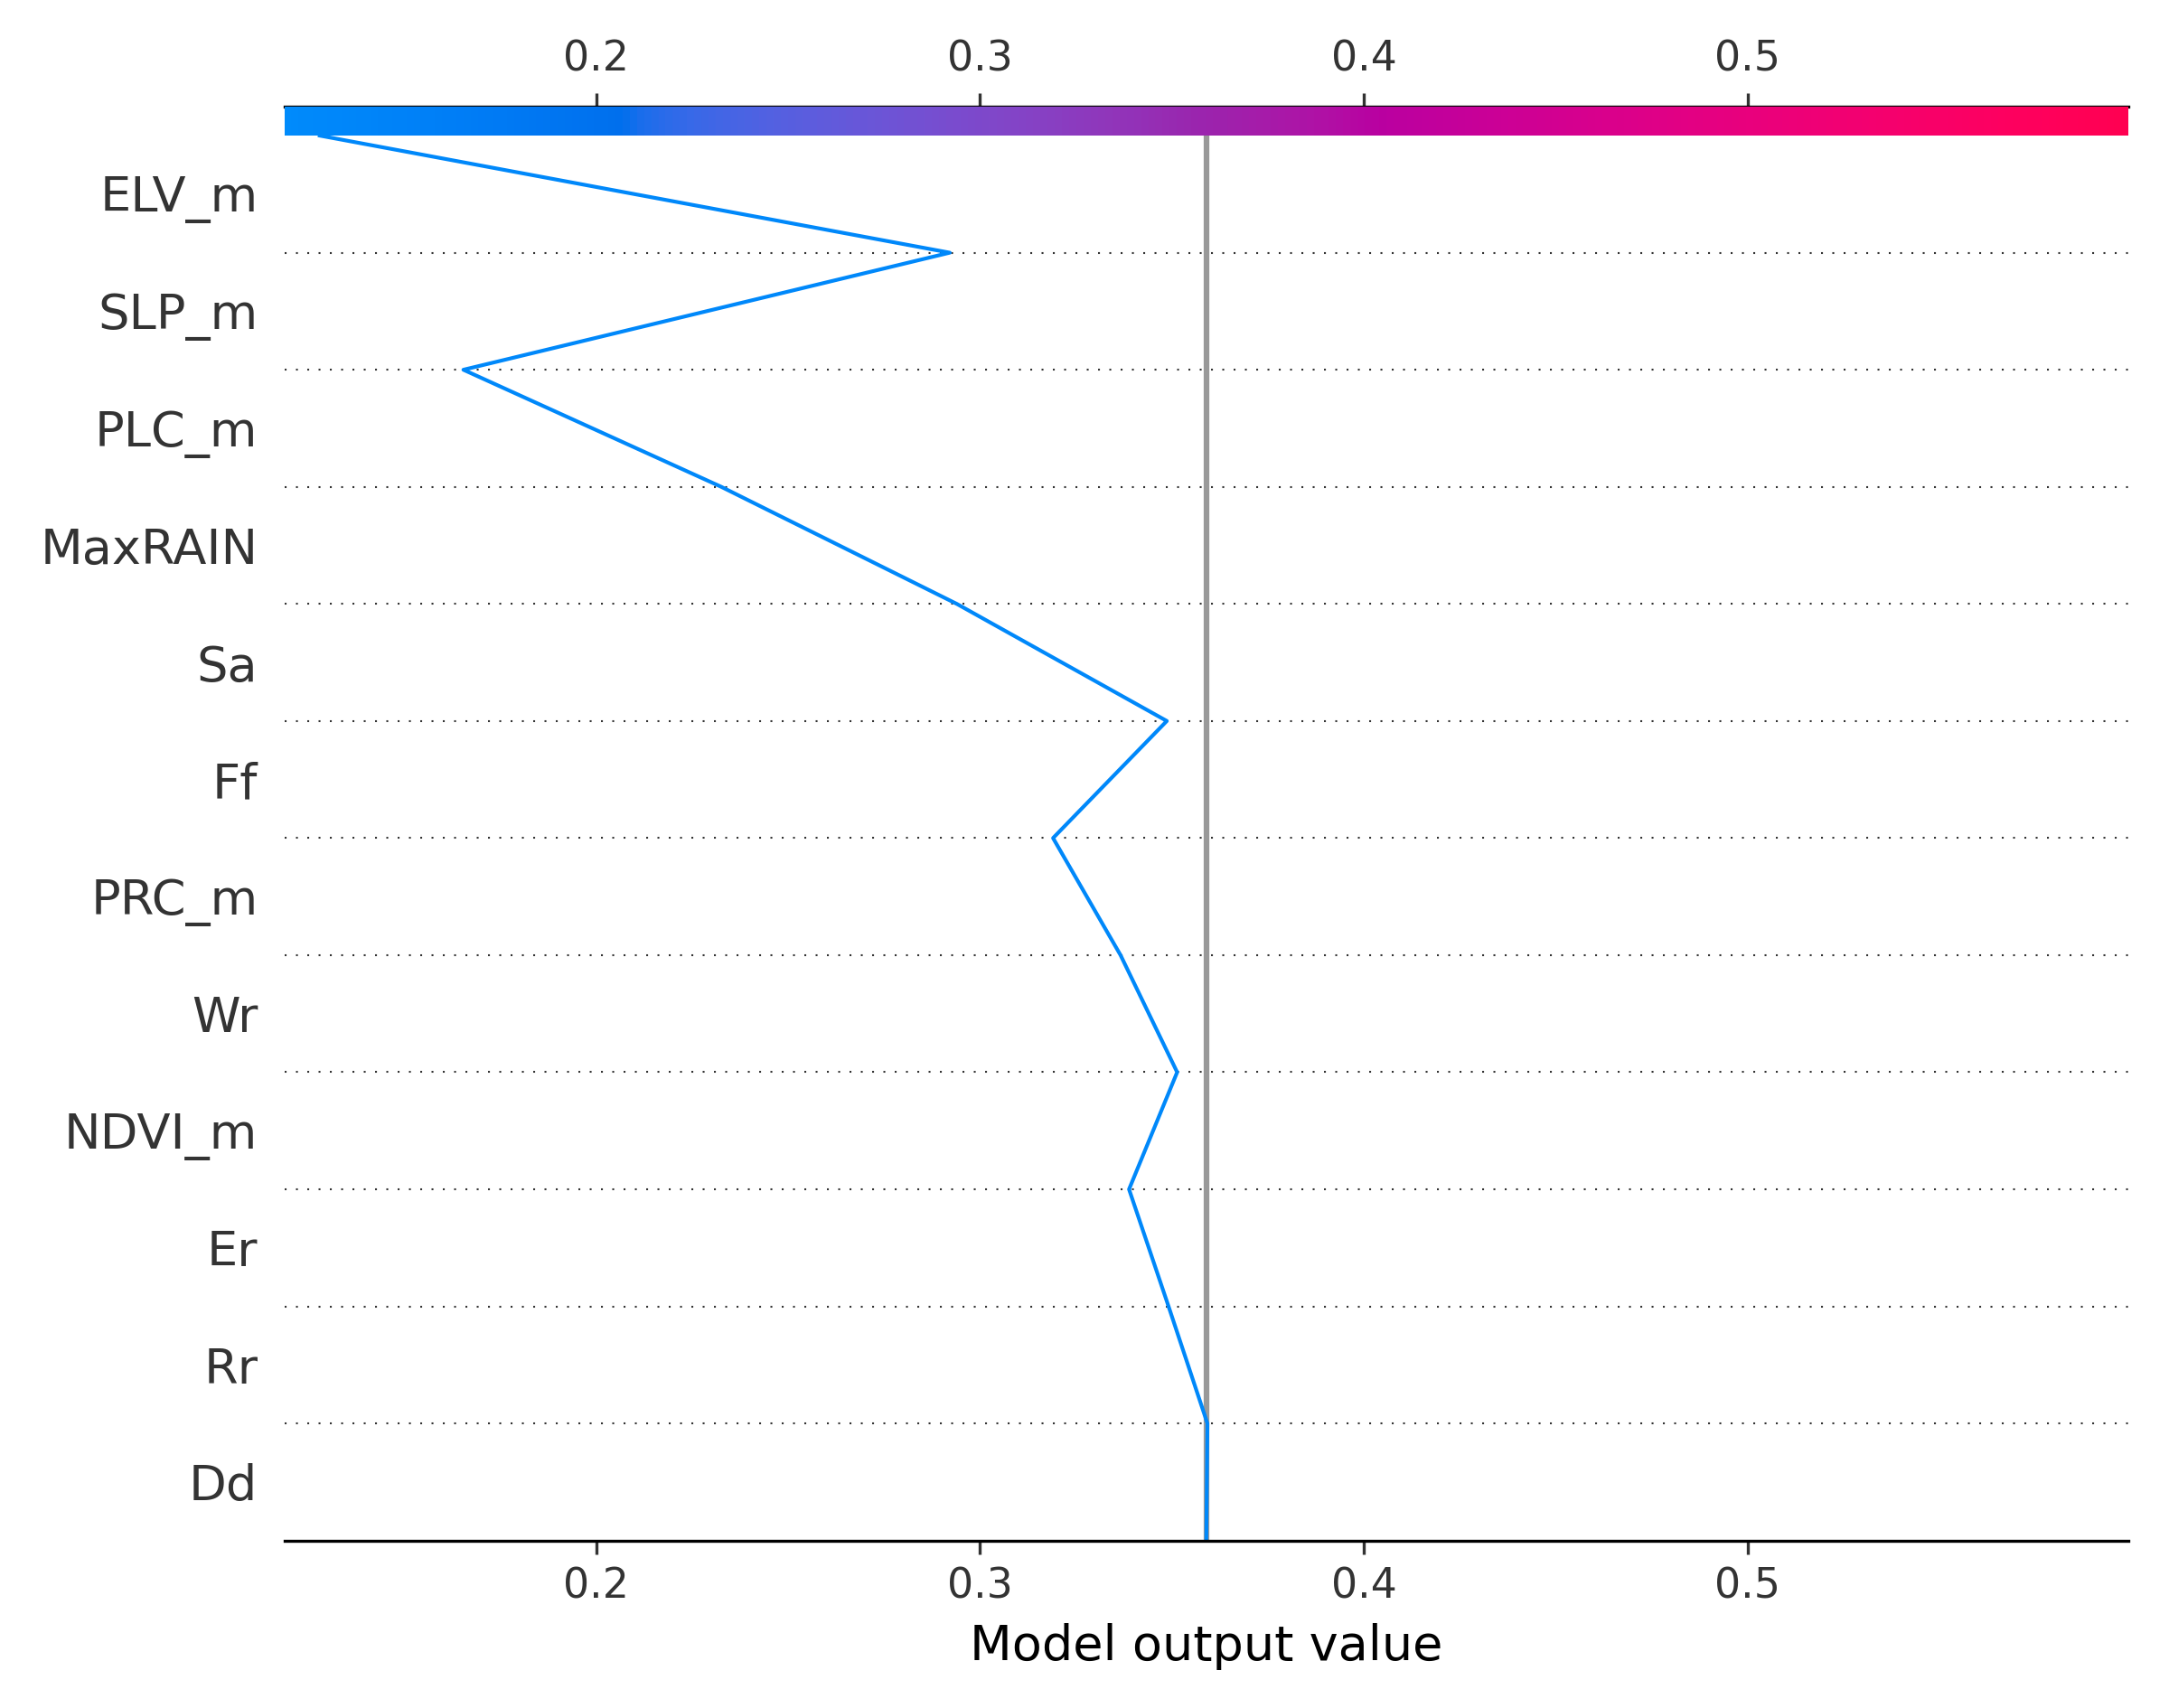 0.2 0.3 0.4 0.5
ELV_m
SLP_m
PLC_m
MaxRAIN
Sa
Ff
PRC_m
Wr
NDVI_m
Er
Rr
Dd
0.2 0.3 0.4 0.5
Model output value